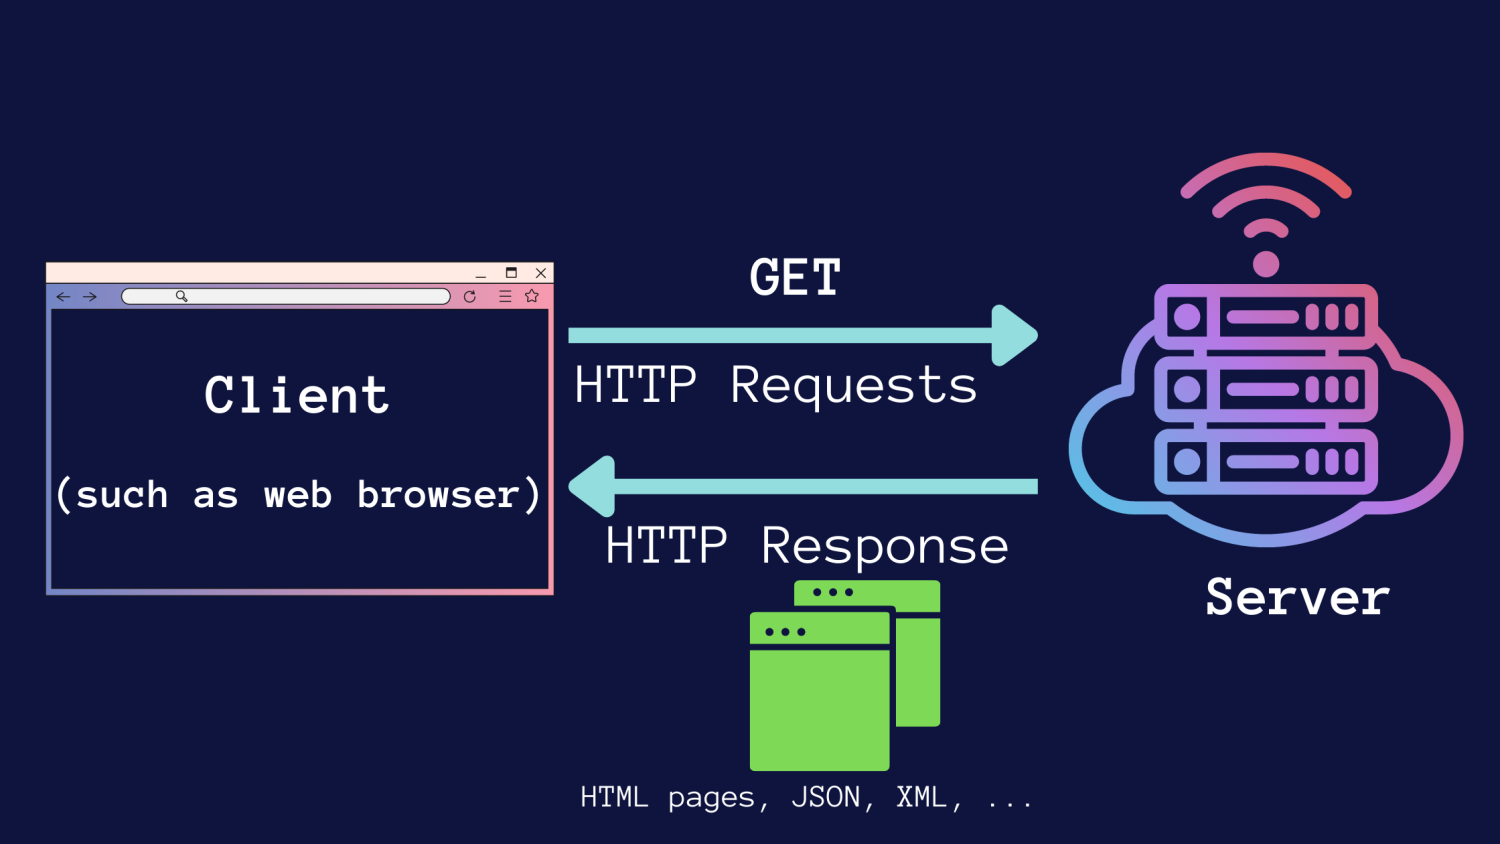 GET
HTTP Requests
Client
(such as web browser)
HTTP Response
Server
HTML pages, JSON, XML, ...